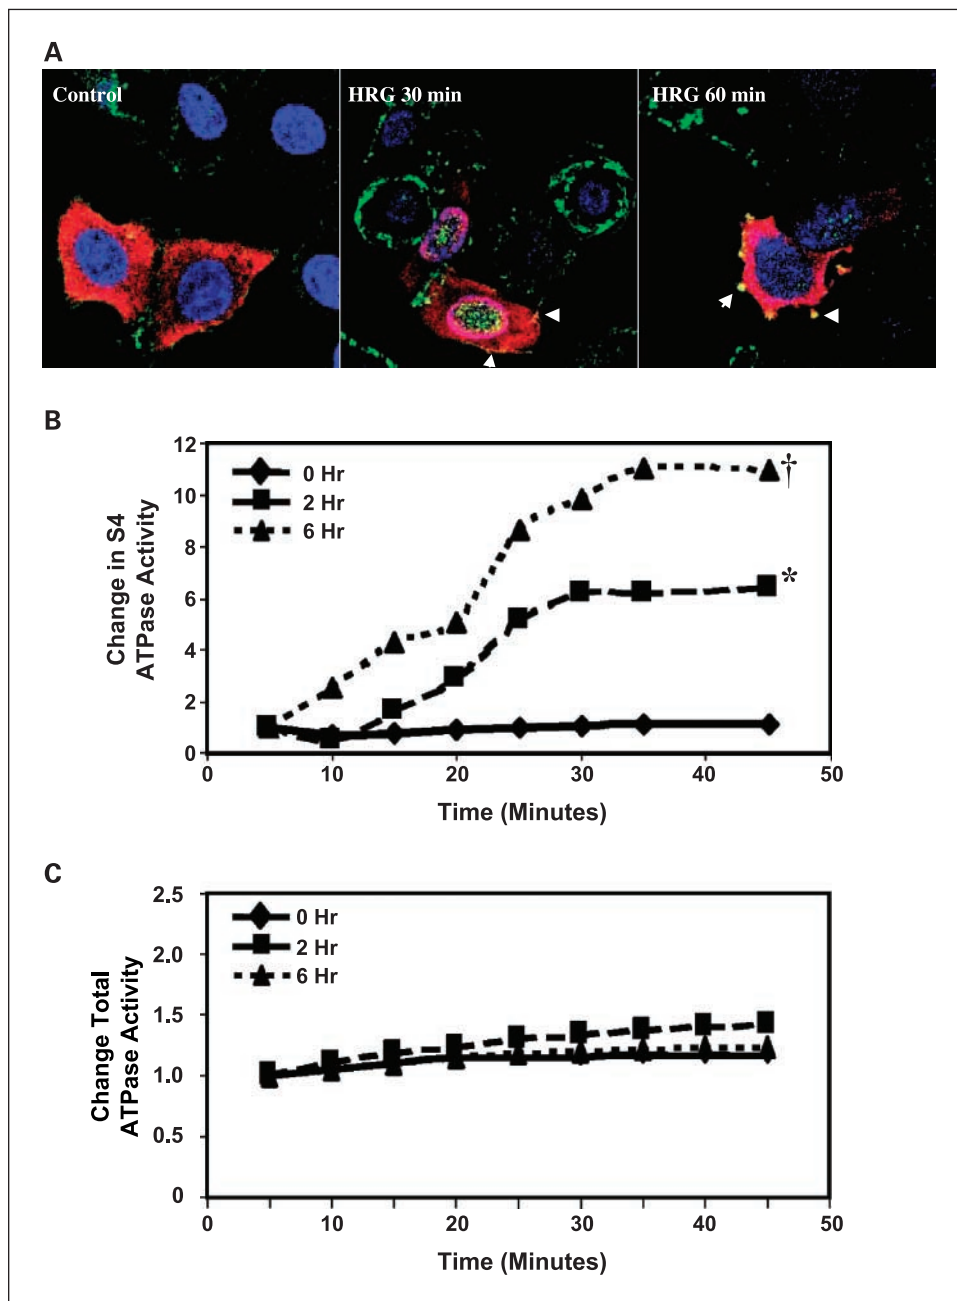 A
Control
HRG 30 min
HRG 60 min
B
Change in S4
ATPase Activity
12
10
8
6
4
2
0
0 Hr
2 Hr
6 Hr
†
*
0
10
20
30
40
50
Time (Minutes)
C
Change Total
ATPase Activity
2.5
2.0
1.5
1.0
0.5
0
0 Hr
2 Hr
6 Hr
0
10
20
30
40
50
Time (Minutes)